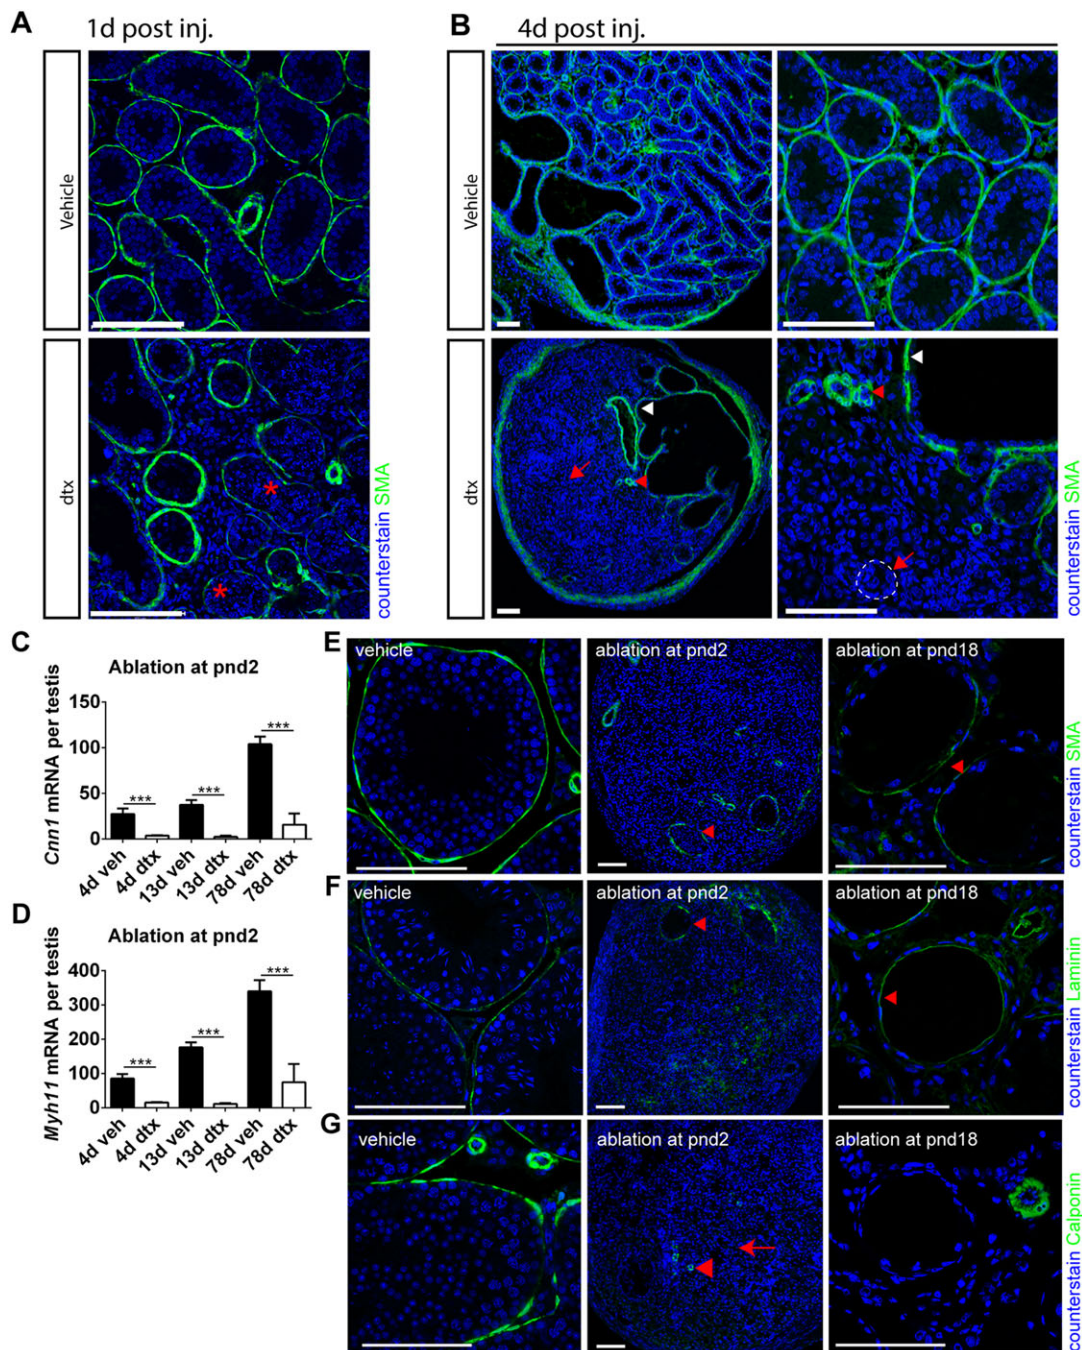 A
1d post inj.
B
4d post inj.
Vehicle
Vehicle
dtx
*
*
counterstain SMA
dtx
counterstain SMA
C
Ablation at pnd2
Cnn1 mRNA per testis
150
100
50
0
***
***
***
4d veh
4d dtx
13d veh
13d dtx
78d veh
78d dtx
D
Ablation at pnd2
Myh11 mRNA per testis
400
300
200
100
0
***
***
***
4d veh
4d dtx
13d veh
13d dtx
78d veh
78d dtx
E
vehicle
ablation at pnd2
ablation at pnd18
counterstain SMA
F
vehicle
ablation at pnd2
ablation at pnd18
counterstain Laminin
G
vehicle
ablation at pnd2
ablation at pnd18
counterstain Calponin